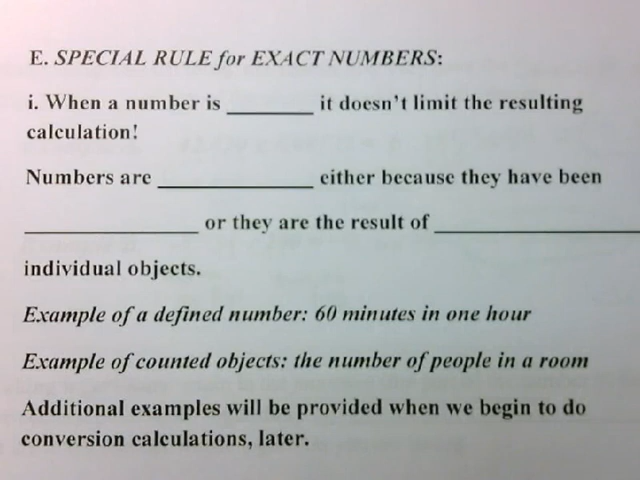 E. SPECIAL RULE for EXACT NUMBERS:
i. When a number is ________ it doesn't limit the resulting
calculation!
Numbers are ______________ either because they have been
________________ or they are the result of ___________________
individual objects.
Example of a defined number: 60 minutes in one hour
Example of counted objects: the number of people in a room
Additional examples will be provided when we begin to do
conversion calculations, later.